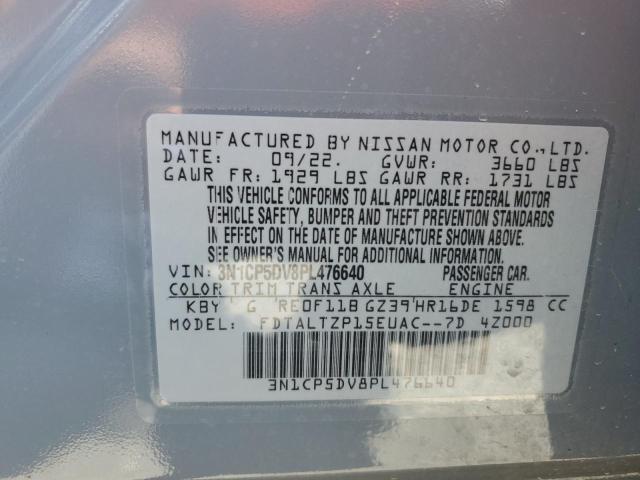 MANUFACTURED BY NISSAN MOTOR CO., LTD.
DATE: 09/22. GVWR: 3660 LBS
GAWR FR: 1929 LBS GAWR RR: 1731 LBS
THIS VEHICLE CONFORMS TO ALL APPLICABLE FEDERAL MOTOR
VEHICLE SAFETY, BUMPER AND THEFT PREVENTION STANDARDS
IN EFFECT ON THE DATE OF MANUFACTURE SHOWN ABOVE.
SEE OWNER'S MANUAL FOR ADDITIONAL INFORMATION.
VIN: 3N1CP5DV8PL476640 PASSENGER CAR.
COLOR TRIM TRANS AXLE ENGINE
KBY G RE0F11B GZ39 HR16DE 1598 CC
MODEL: FDTALTZP15EUAC--7D 4Z000
3N1CP5DV8PL476640